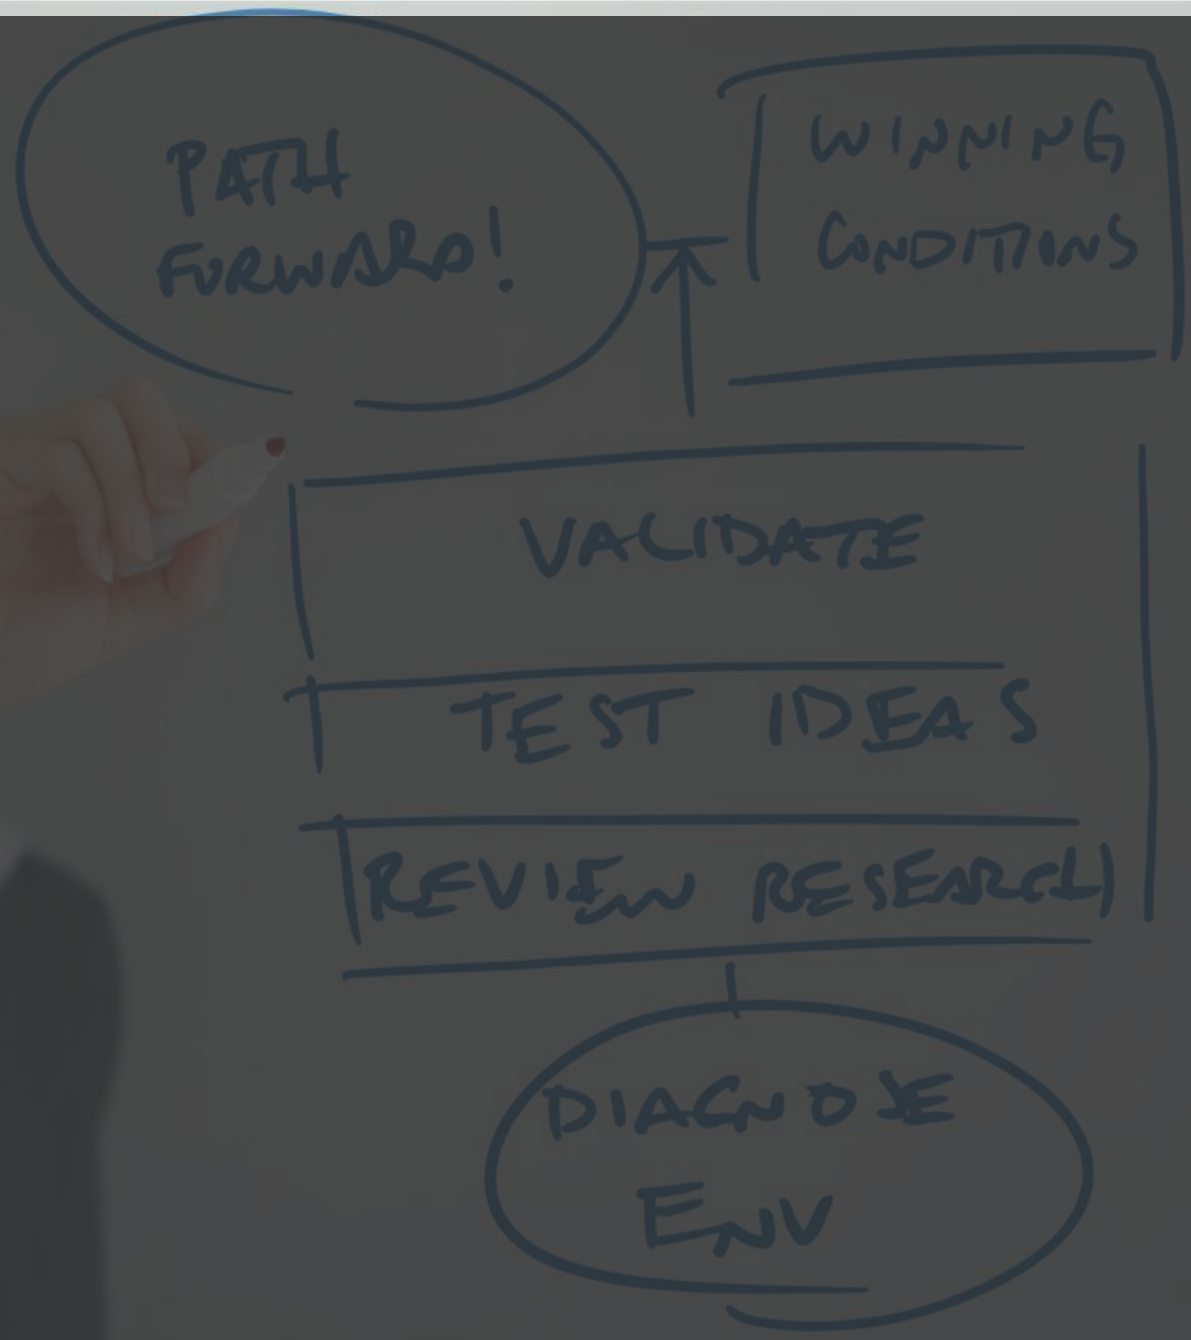 PATH
FORWARD!
WINNING
CONDITIONS
VALIDATE
TEST IDEAS
REVIEW RESEARCH
DIAGNOSE
ENV